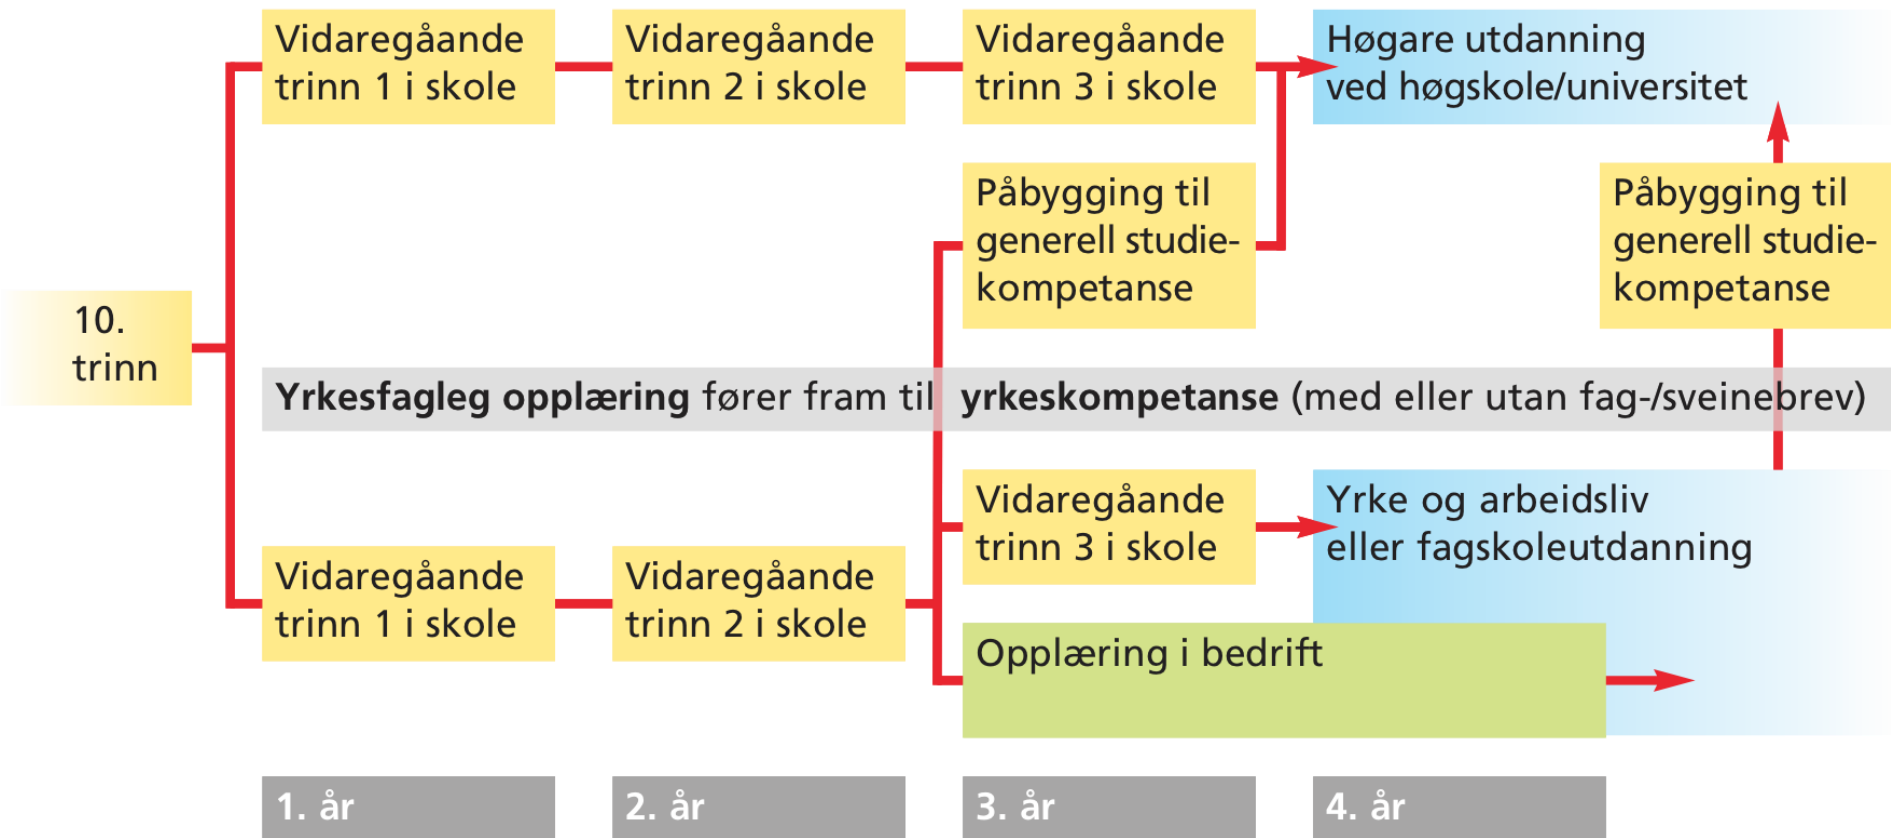 Vidaregåande
trinn 1 i skole
Vidaregåande
trinn 2 i skole
Vidaregåande
trinn 3 i skole
Høgare utdanning
ved høgskole/universitet
Påbygging til
generell studie-
kompetanse
Påbygging til
generell studie-
kompetanse
10.
trinn
Yrkesfagleg opplæring fører fram til yrkeskompetanse (med eller utan fag-/sveinebrev)
Vidaregåande
trinn 1 i skole
Vidaregåande
trinn 2 i skole
Vidaregåande
trinn 3 i skole
Yrke og arbeidsliv
eller fagskoleutdanning
Opplæring i bedrift
1. år
2. år
3. år
4. år